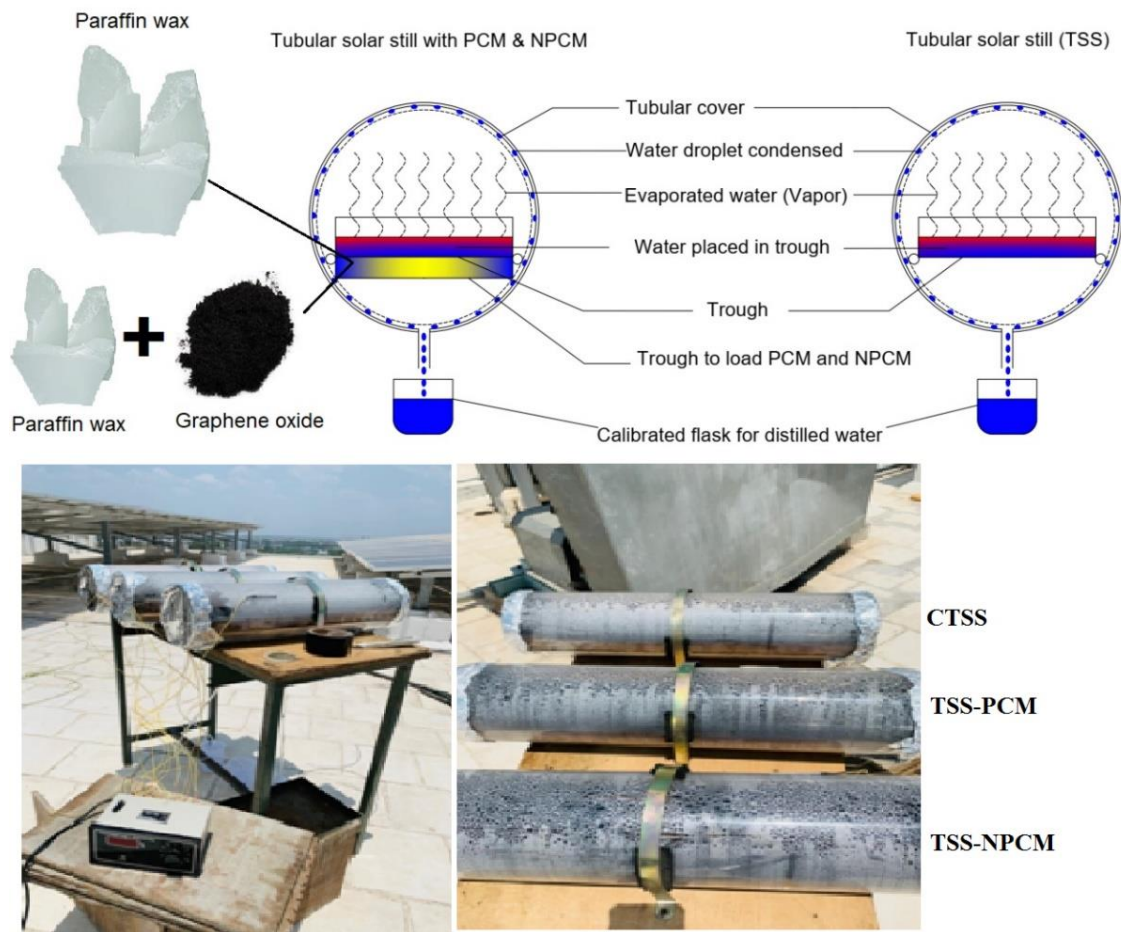 Paraffin wax
Tubular solar still with PCM & NPCM
Tubular solar still (TSS)
Tubular cover
Water droplet condensed
Evaporated water (Vapor)
Water placed in trough
Trough
Trough to load PCM and NPCM
Calibrated flask for distilled water
Paraffin wax
Graphene oxide
+
CTSS
TSS-PCM
TSS-NPCM